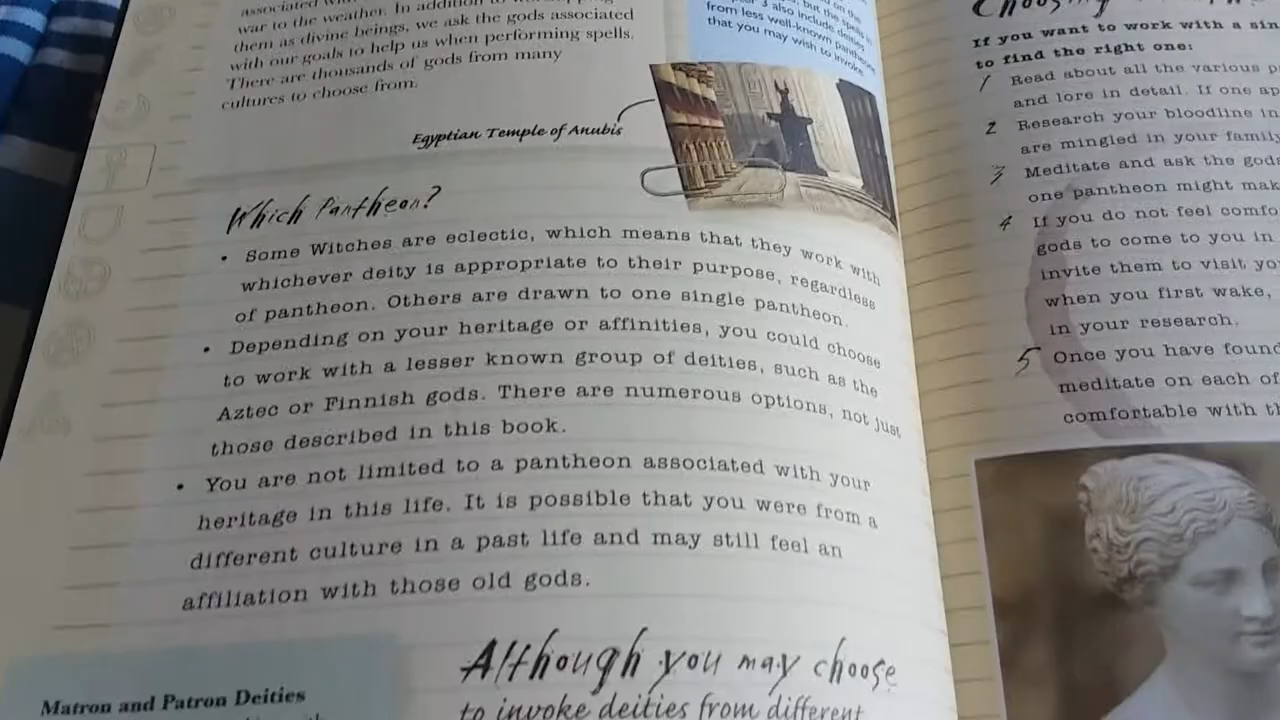 associated with
war to the weather. In addition to
them as divine beings, we ask the gods associated
with our goals to help us when performing spells.
There are thousands of gods from many
cultures to choose from.
3 also include deities
from less well-known pantheons
that you may wish to invoke.
Egyptian Temple of Anubis
Which Pantheon?
• Some Witches are eclectic, which means that they work with
whichever deity is appropriate to their purpose, regardless
of pantheon. Others are drawn to one single pantheon.
• Depending on your heritage or affinities, you could choose
to work with a lesser known group of deities, such as the
Aztec or Finnish gods. There are numerous options, not just
those described in this book.
• You are not limited to a pantheon associated with your
heritage in this life. It is possible that you were from a
different culture in a past life and may still feel an
affiliation with those old gods.
Although you may choose
to invoke deities from different
Matron and Patron Deities
Choosing
If you want to work with a sin
to find the right one:
1 Read about all the various p
and lore in detail. If one ap
2 Research your bloodline in
are mingled in your family
3 Meditate and ask the gods
one pantheon might mak
4 If you do not feel comfo
gods to come to you in
invite them to visit yo
when you first wake,
in your research.
5 Once you have found
meditate on each of
comfortable with th